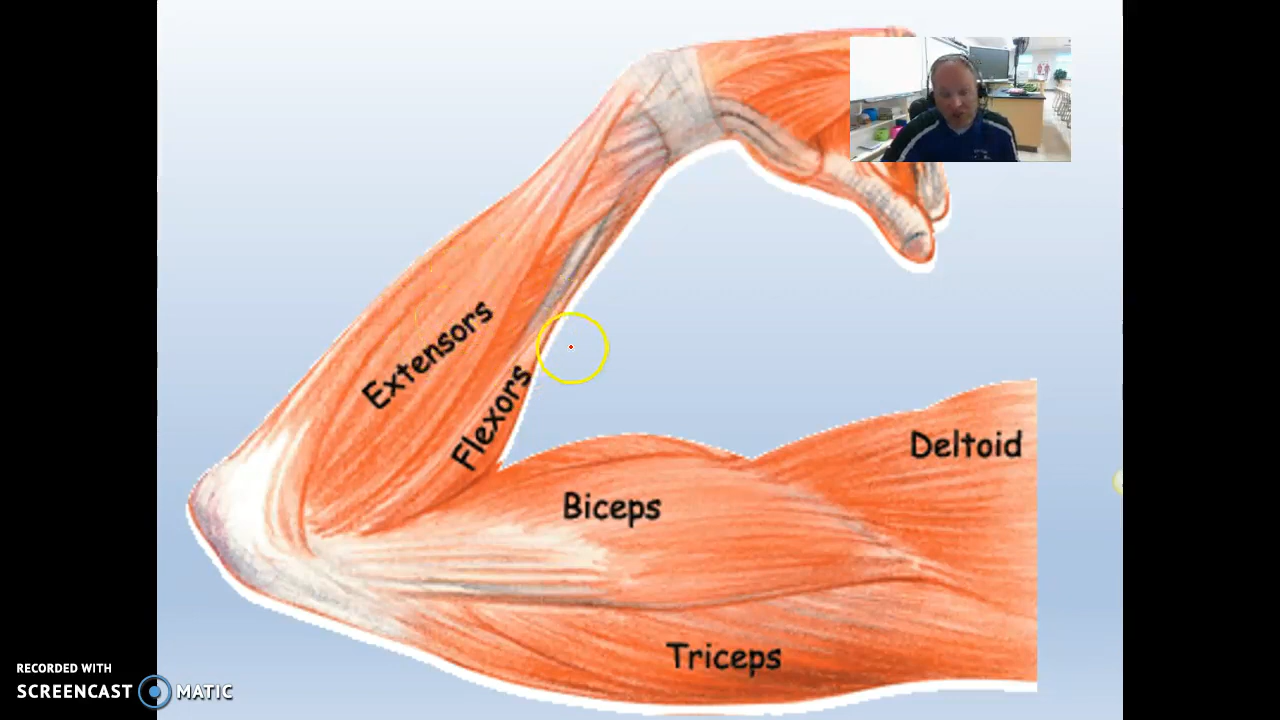 Extensors
Flexors
Deltoid
Biceps
Triceps
RECORDED WITH
SCREENCAST MATIC